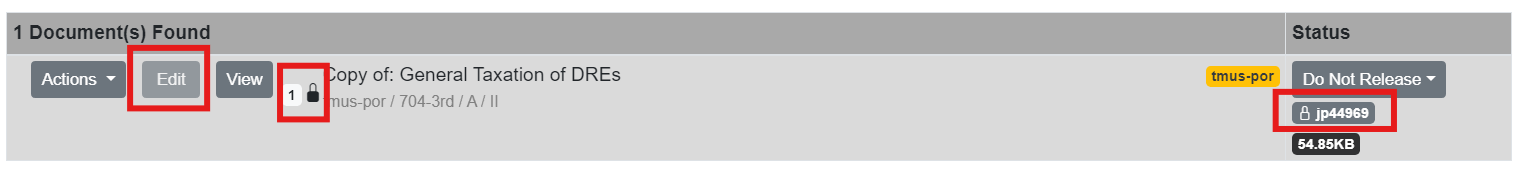 1 Document(s) Found Status
Actions Edit View 1 Copy of: General Taxation of DREs tmus-por Do Not Release
tmus-por / 704-3rd / A / II jp44969
54.85KB